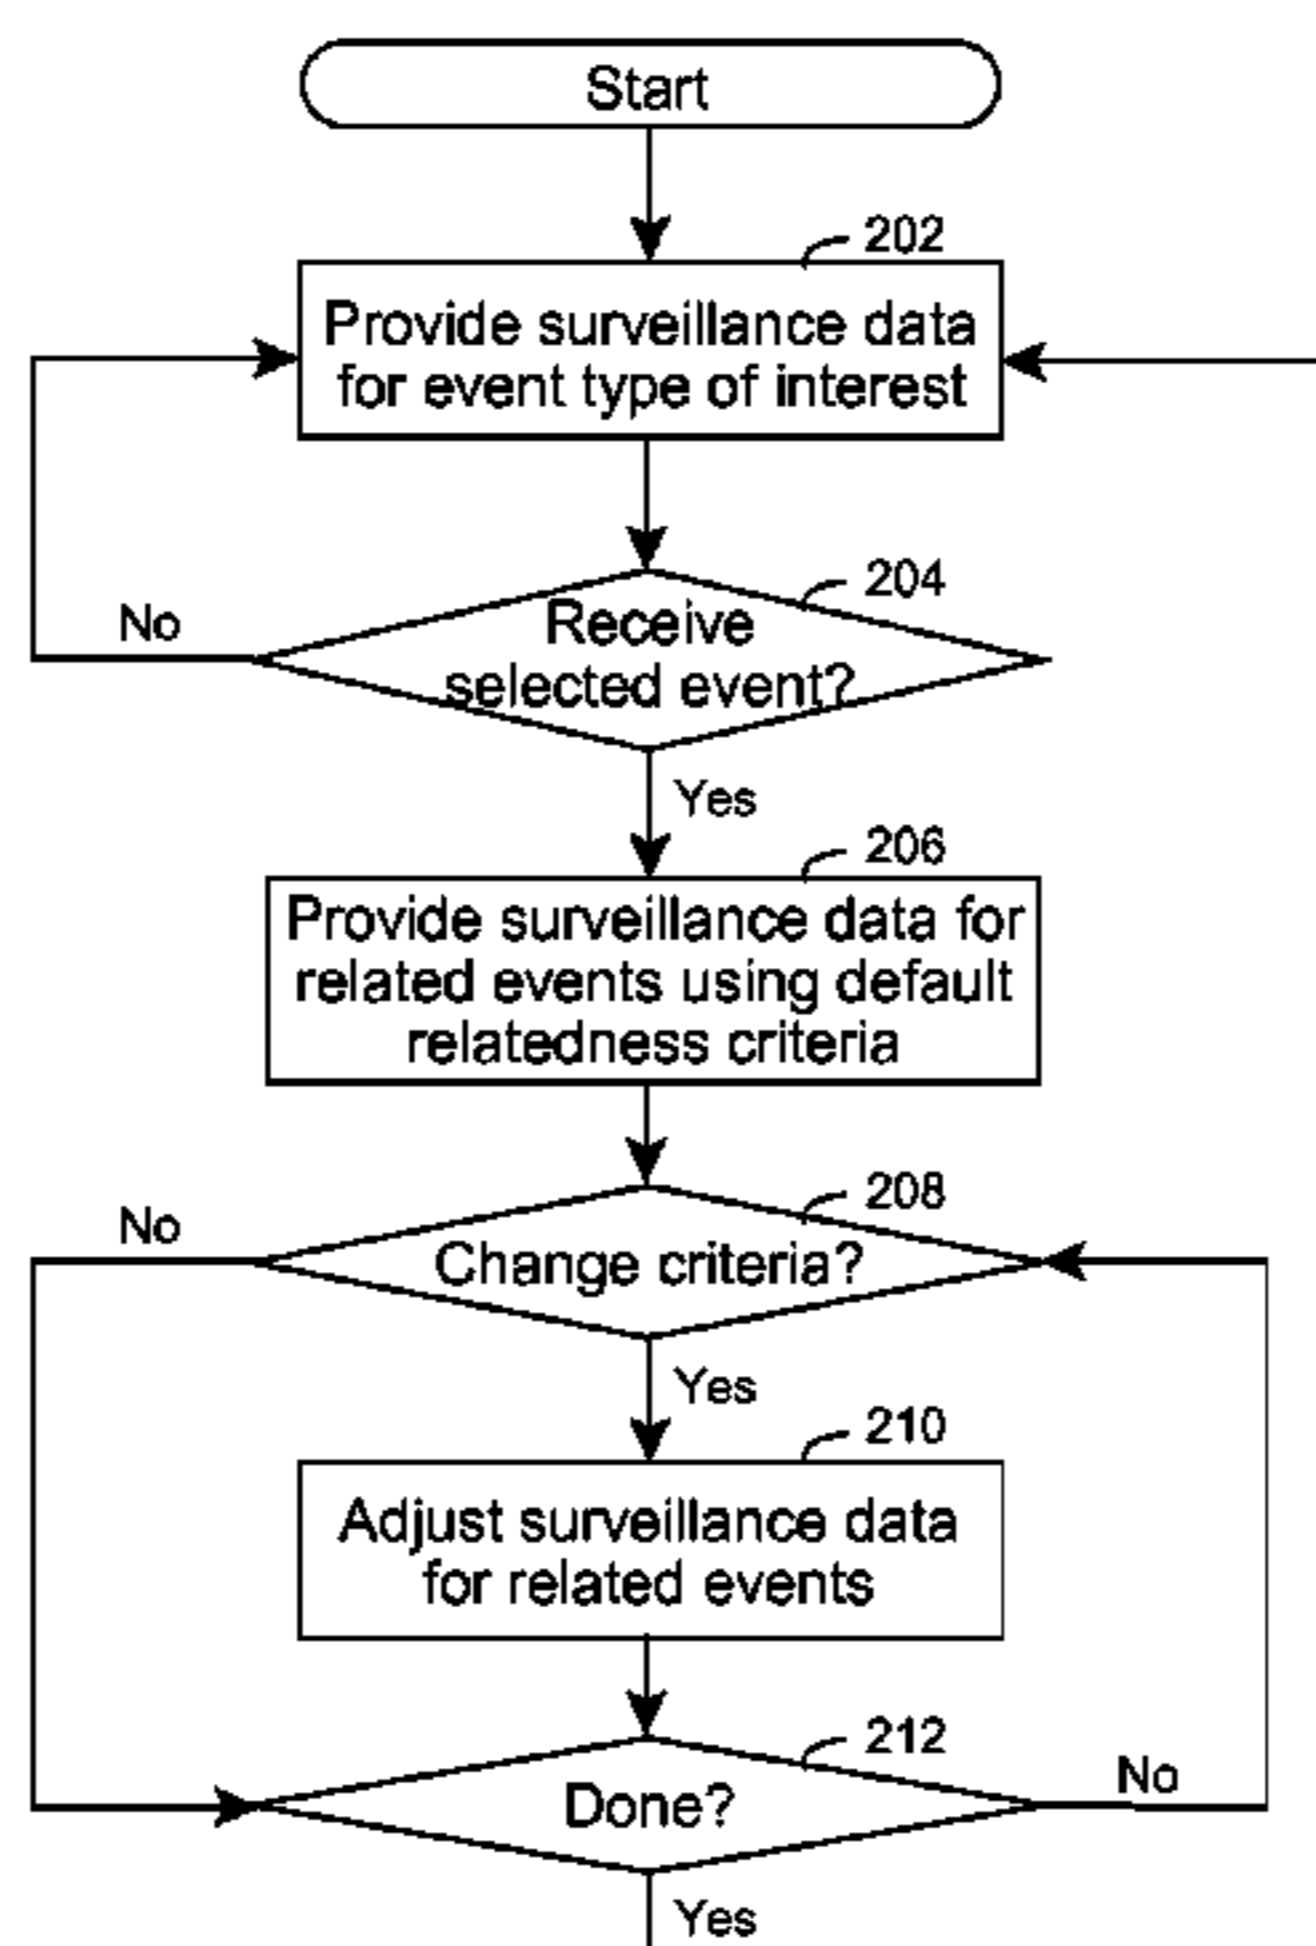 Start
202
Provide surveillance data
for event type of interest
204
No
Receive
selected event?
Yes
206
Provide surveillance data for
related events using default
relatedness criteria
208
No
Change criteria?
Yes
210
Adjust surveillance data
for related events
212
No
Done?
Yes